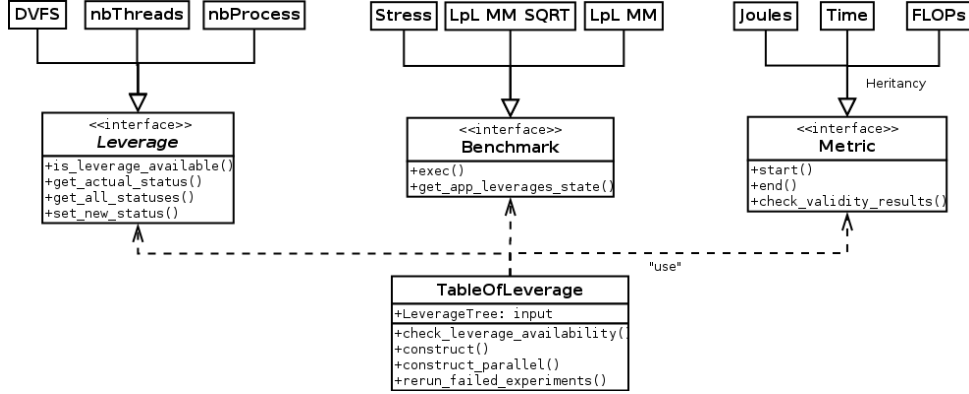 DVFS
nbThreads
nbProcess
Stress
LpL MM SQRT
LpL MM
Joules
Time
FLOPs
Heritancy
<<interface>>
Leverage
+is_leverage_available()
+get_actual_status()
+get_all_statuses()
+set_new_status()
<<interface>>
Benchmark
+exec()
+get_app_leverages_state()
<<interface>>
Metric
+start()
+end()
+check_validity_results()
"use"
TableOfLeverage
+LeverageTree: input
+check_leverage_availability()
+construct()
+construct_parallel()
+rerun_failed_experiments()